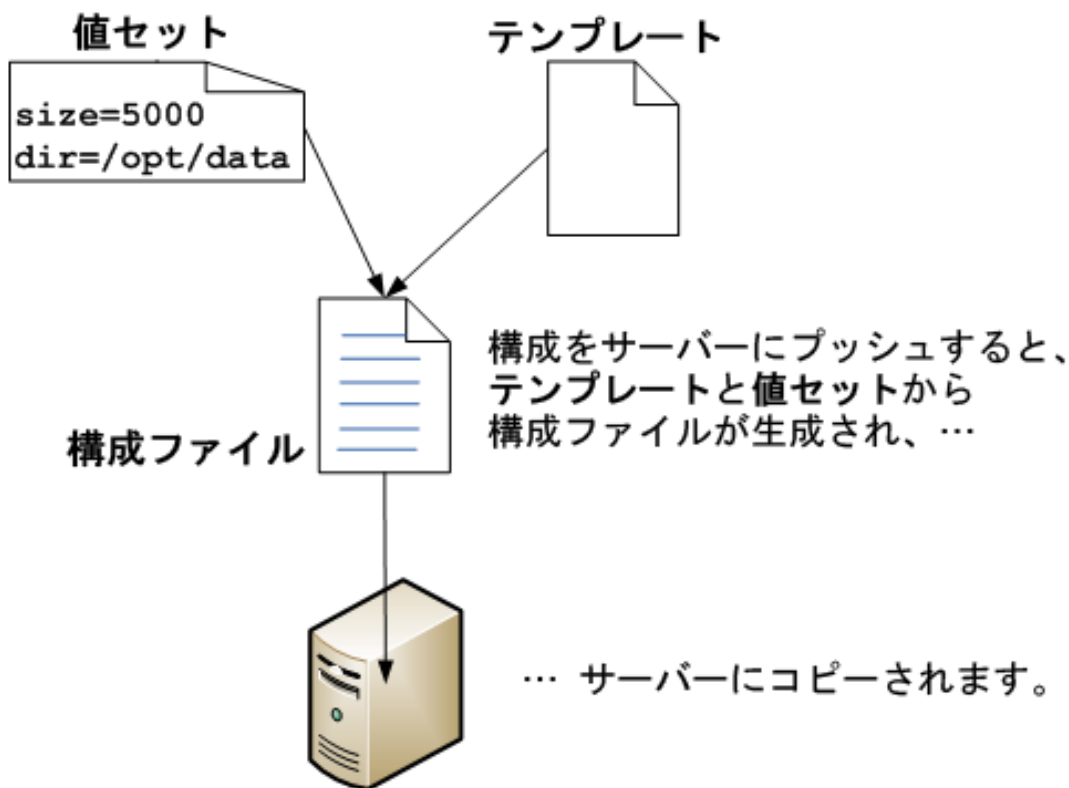 値セット
テンプレート
size=5000
dir=/opt/data
構成をサーバーにプッシュすると、
テンプレートと値セットから
構成ファイルが生成され、…
構成ファイル
… サーバーにコピーされます。